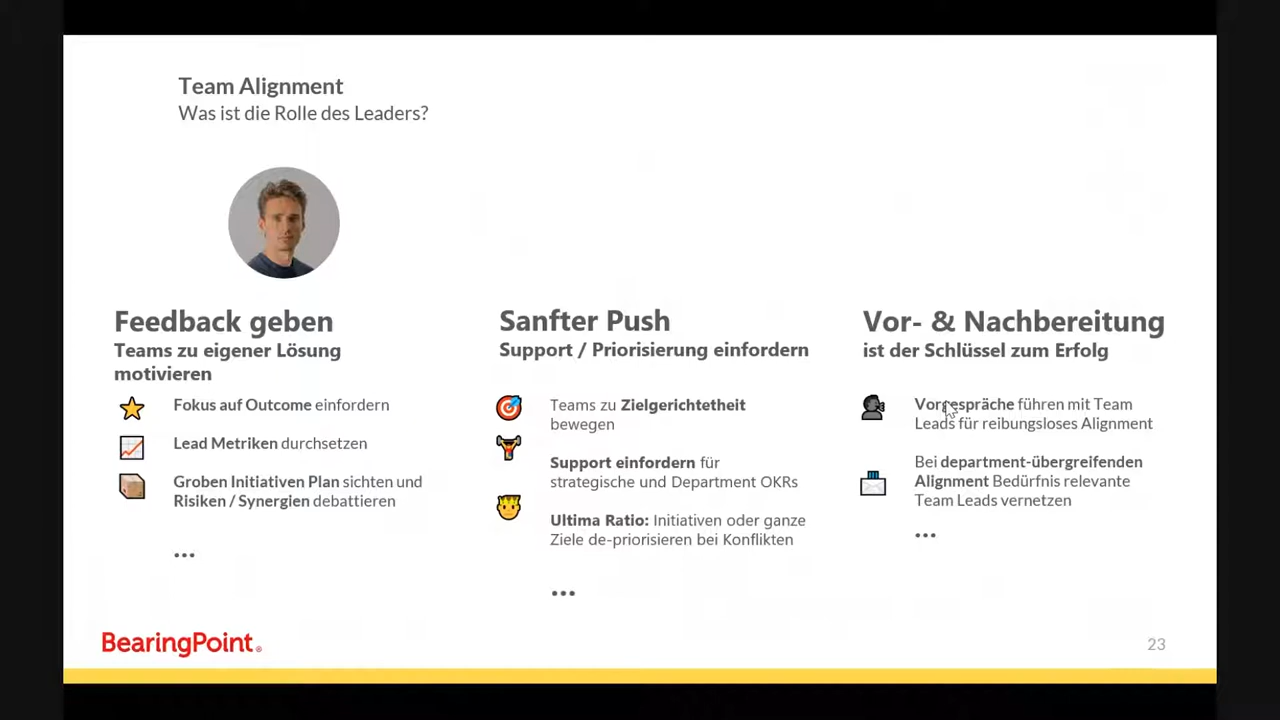 Team Alignment
Was ist die Rolle des Leaders?
Feedback geben
Teams zu eigener Lösung
motivieren
Fokus auf Outcome einfordern
Lead Metriken durchsetzen
Groben Initiativen Plan sichten und
Risiken / Synergien debattieren
...
Sanfter Push
Support / Priorisierung einfordern
Teams zu Zielgerichtetheit
bewegen
Support einfordern für
strategische und Department OKRs
Ultima Ratio: Initiativen oder ganze
Ziele de-priorisieren bei Konflikten
...
Vor- & Nachbereitung
ist der Schlüssel zum Erfolg
Vorgespräche führen mit Team
Leads für reibungsloses Alignment
Bei department-übergreifenden
Alignment Bedürfnis relevante
Team Leads vernetzen
...
BearingPoint®
23